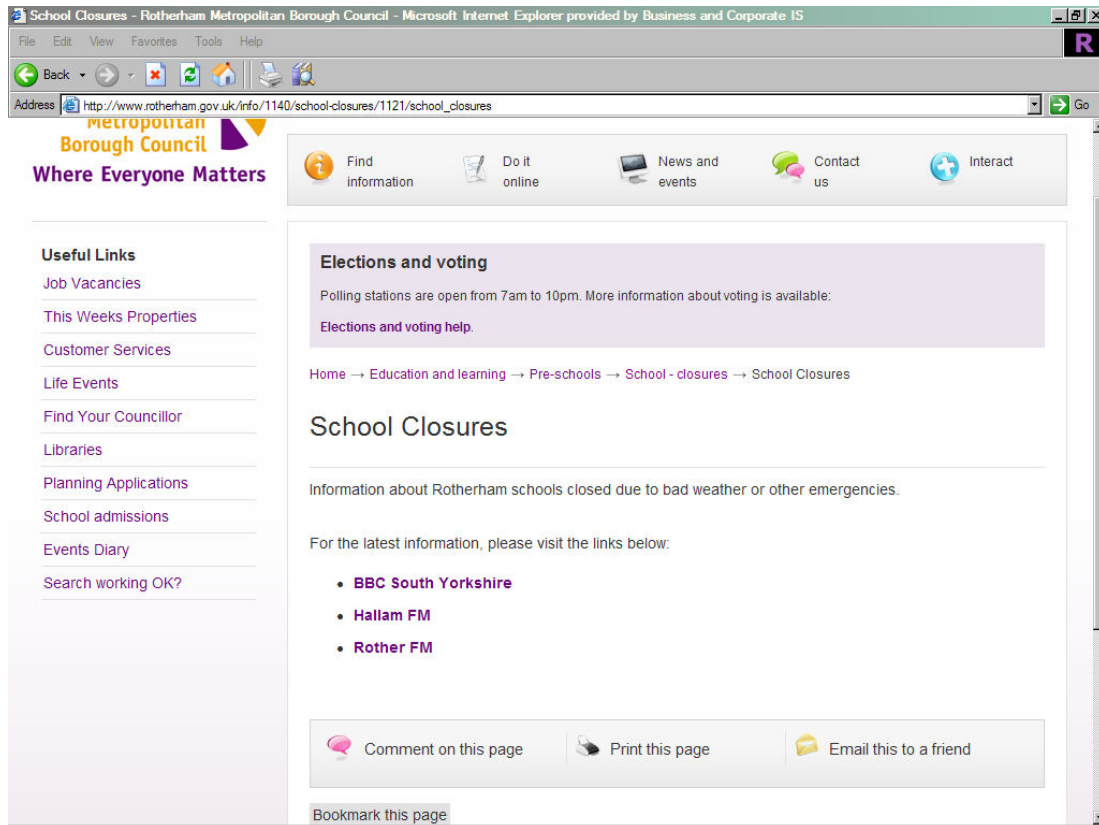 School Closures - Rotherham Metropolitan Borough Council - Microsoft Internet Explorer provided by Business and Corporate IS
File Edit View Favorites Tools Help
R
Back
Address http://www.rotherham.gov.uk/info/1140/school-closures/1121/school_closures Go
Metropolitan
Borough Council
Where Everyone Matters
Find information
Do it online
News and events
Contact us
Interact
Useful Links
Job Vacancies
This Weeks Properties
Customer Services
Life Events
Find Your Councillor
Libraries
Planning Applications
School admissions
Events Diary
Search working OK?
Elections and voting
Polling stations are open from 7am to 10pm. More information about voting is available:
Elections and voting help.
Home → Education and learning → Pre-schools → School - closures → School Closures
School Closures
Information about Rotherham schools closed due to bad weather or other emergencies.
For the latest information, please visit the links below:
• BBC South Yorkshire
• Hallam FM
• Rother FM
Comment on this page
Print this page
Email this to a friend
Bookmark this page